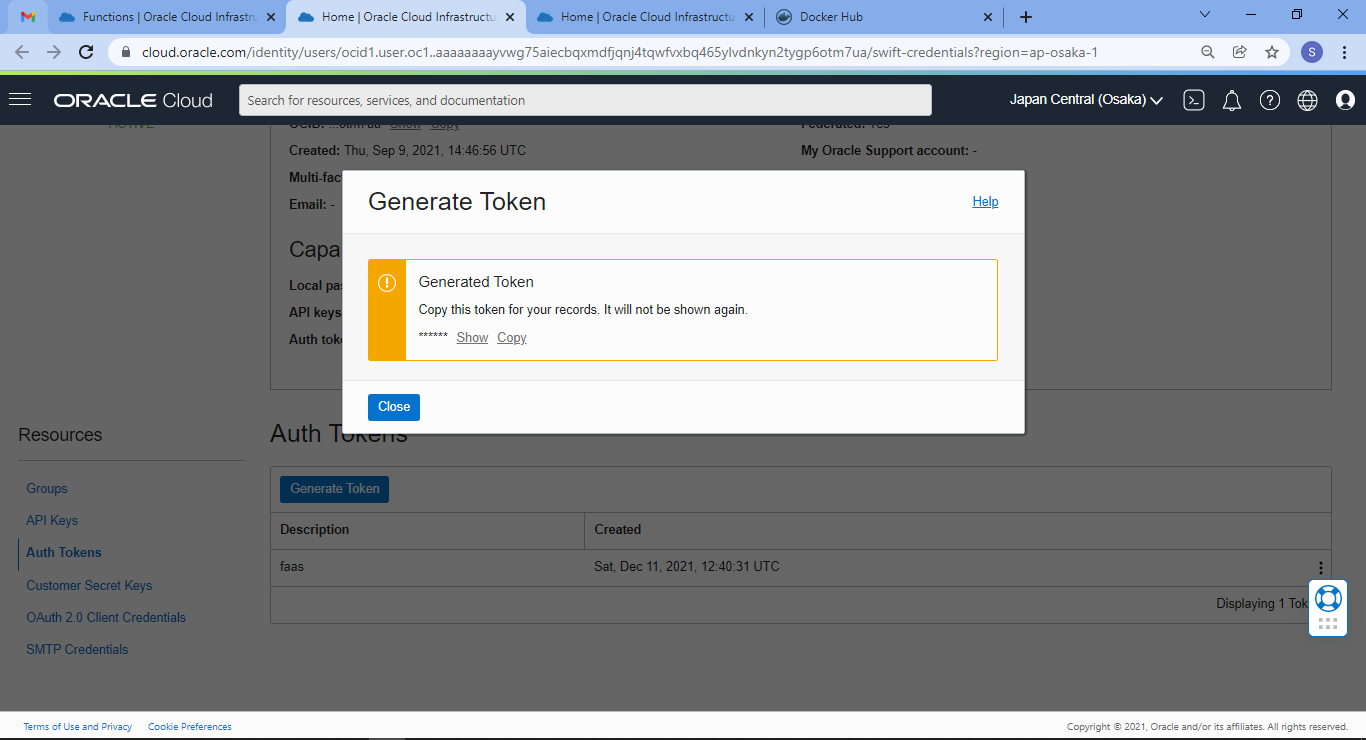 Functions | Oracle Cloud Infrastru
Home | Oracle Cloud Infrastructu
Home | Oracle Cloud Infrastructu
Docker Hub
cloud.oracle.com/identity/users/ocid1.user.oc1..aaaaaaaayvwg75aiecbqxmdfjqnj4tqwfvxbq465ylvdnkyn2tygp6otm7ua/swift-credentials?region=ap-osaka-1
S
ORACLE Cloud
Search for resources, services, and documentation
Japan Central (Osaka)
ACTIVE
OCID: ...otm7ua Show Copy
Federated: Yes
Created: Thu, Sep 9, 2021, 14:46:56 UTC
My Oracle Support account: -
Multi-fac
Email: -
Capa
Local pa
API keys
Auth tok
Generate Token
Help
Generated Token
Copy this token for your records. It will not be shown again.
****** Show Copy
Close
Resources
Groups
API Keys
Auth Tokens
Customer Secret Keys
OAuth 2.0 Client Credentials
SMTP Credentials
Auth Tokens
Generate Token
Description Created
faas Sat, Dec 11, 2021, 12:40:31 UTC
Displaying 1 Tok
Terms of Use and Privacy Cookie Preferences
Copyright © 2021, Oracle and/or its affiliates. All rights reserved.